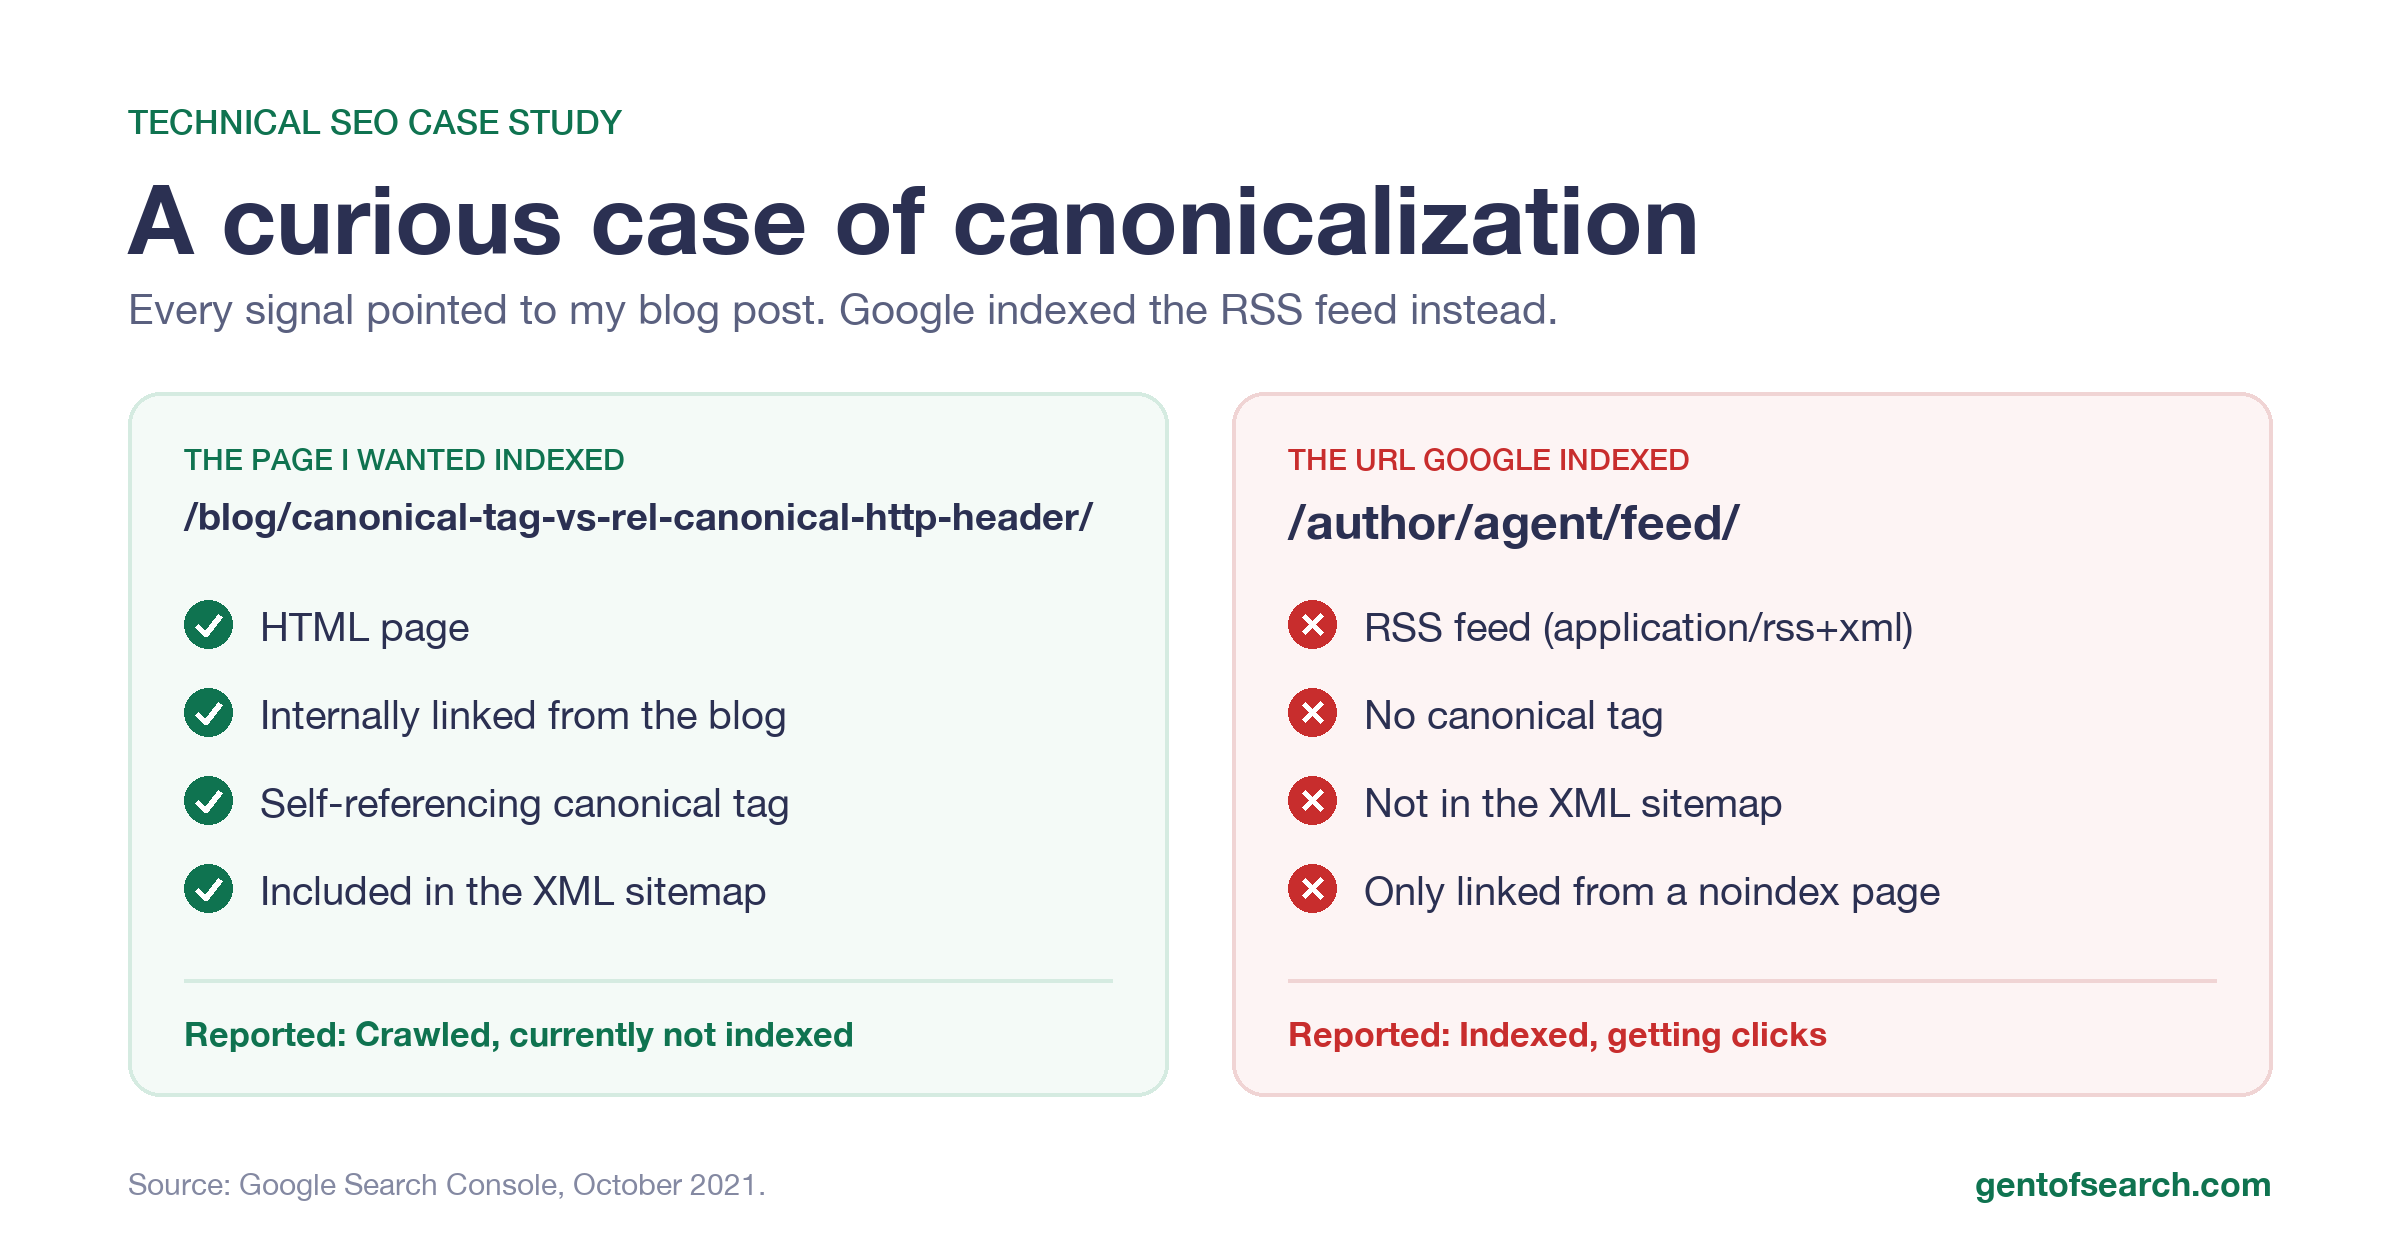 TECHNICAL SEO CASE STUDY
A curious case of canonicalization
Every signal pointed to my blog post. Google indexed the RSS feed instead.
THE PAGE I WANTED INDEXED
/blog/canonical-tag-vs-rel-canonical-http-header/
HTML page
Internally linked from the blog
Self-referencing canonical tag
Included in the XML sitemap
Reported: Crawled, currently not indexed
THE URL GOOGLE INDEXED
/author/agent/feed/
RSS feed (application/rss+xml)
No canonical tag
Not in the XML sitemap
Only linked from a noindex page
Reported: Indexed, getting clicks
Source: Google Search Console, October 2021.
gentofsearch.com